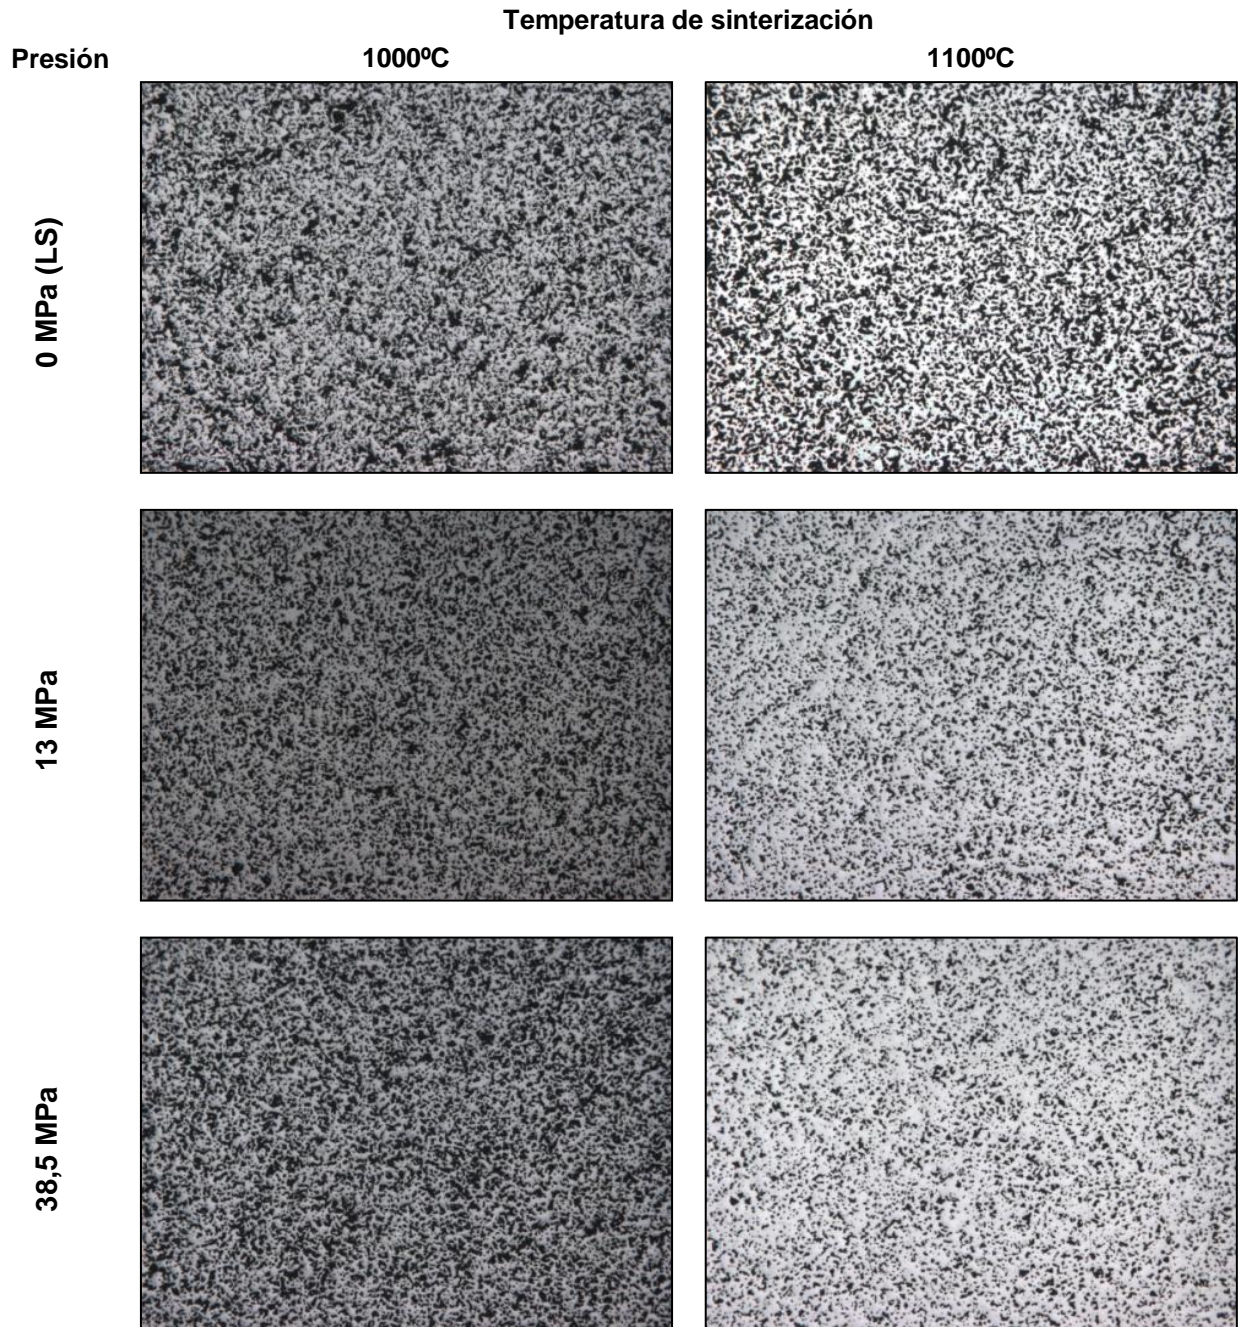 Temperatura de sinterización
Presión 1000ºC 1100ºC
0 MPa (LS)
13 MPa
38,5 MPa